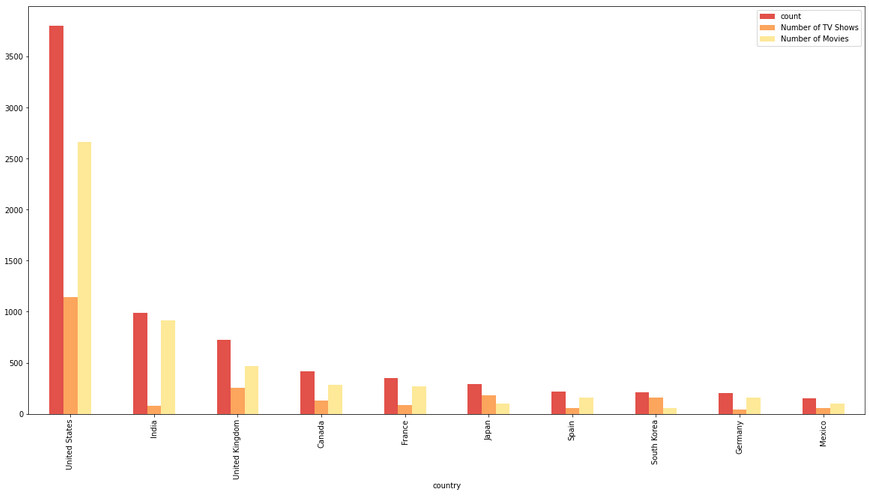 count
Number of TV Shows
Number of Movies
3500
3000
2500
2000
1500
1000
500
0
United States
India
United Kingdom
Canada
France
Japan
Spain
South Korea
Germany
Mexico
country